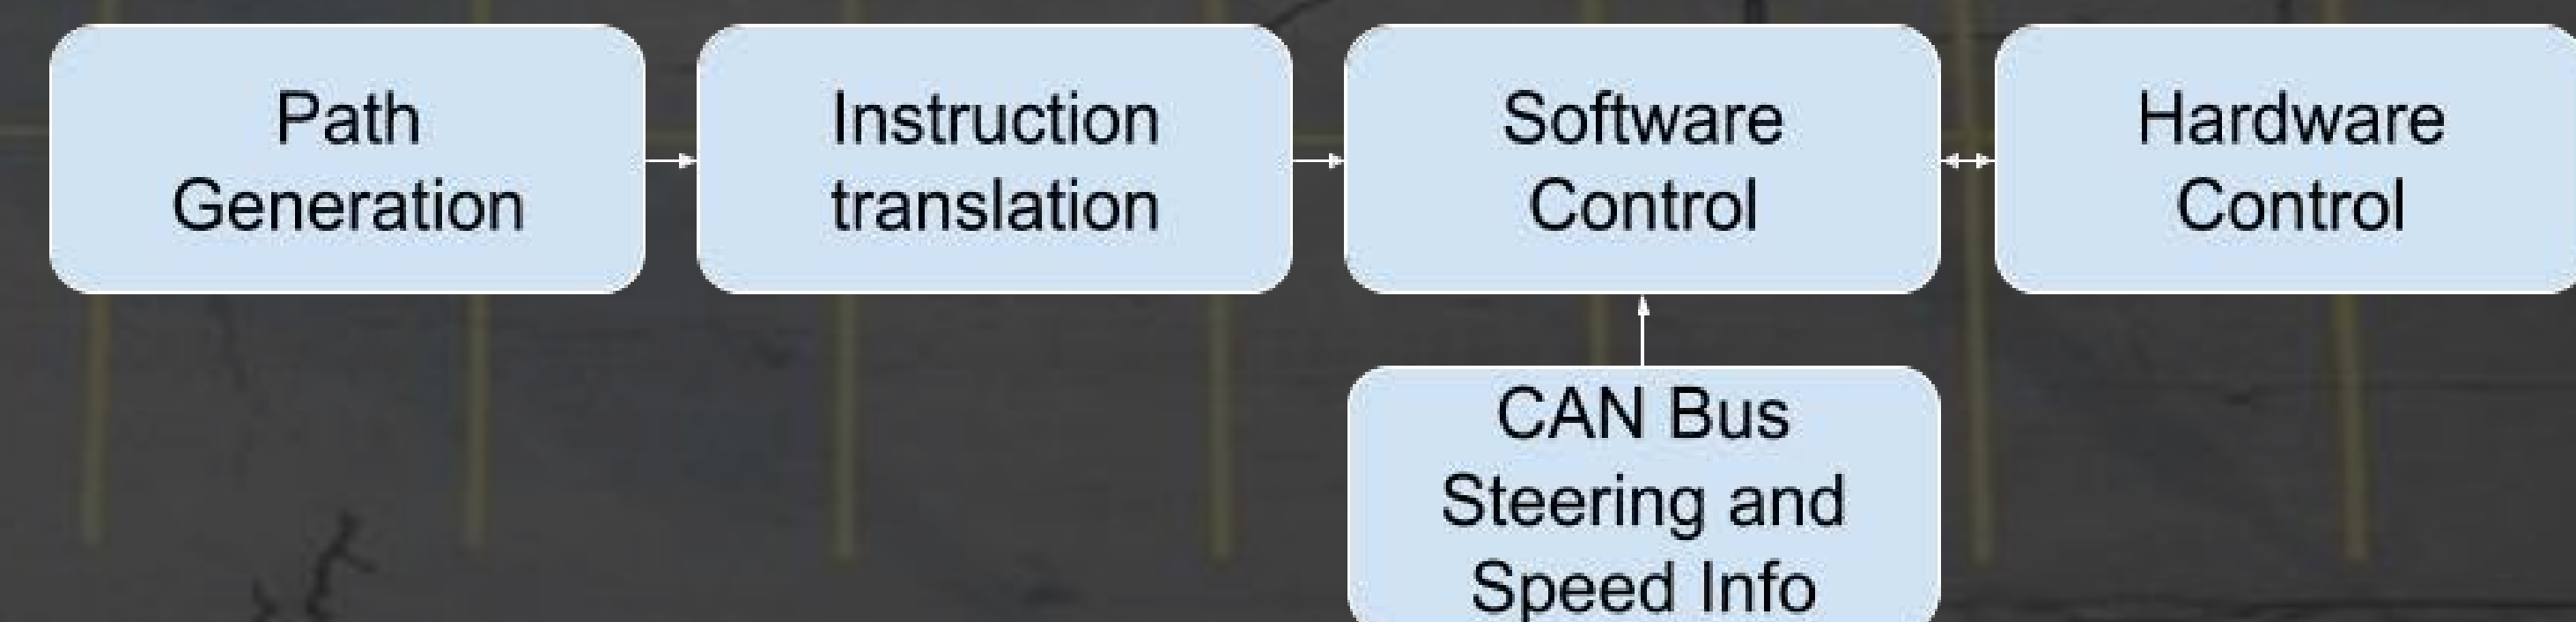 Path
Generation
Instruction
translation
Software
Control
Hardware
Control
CAN Bus
Steering and
Speed Info